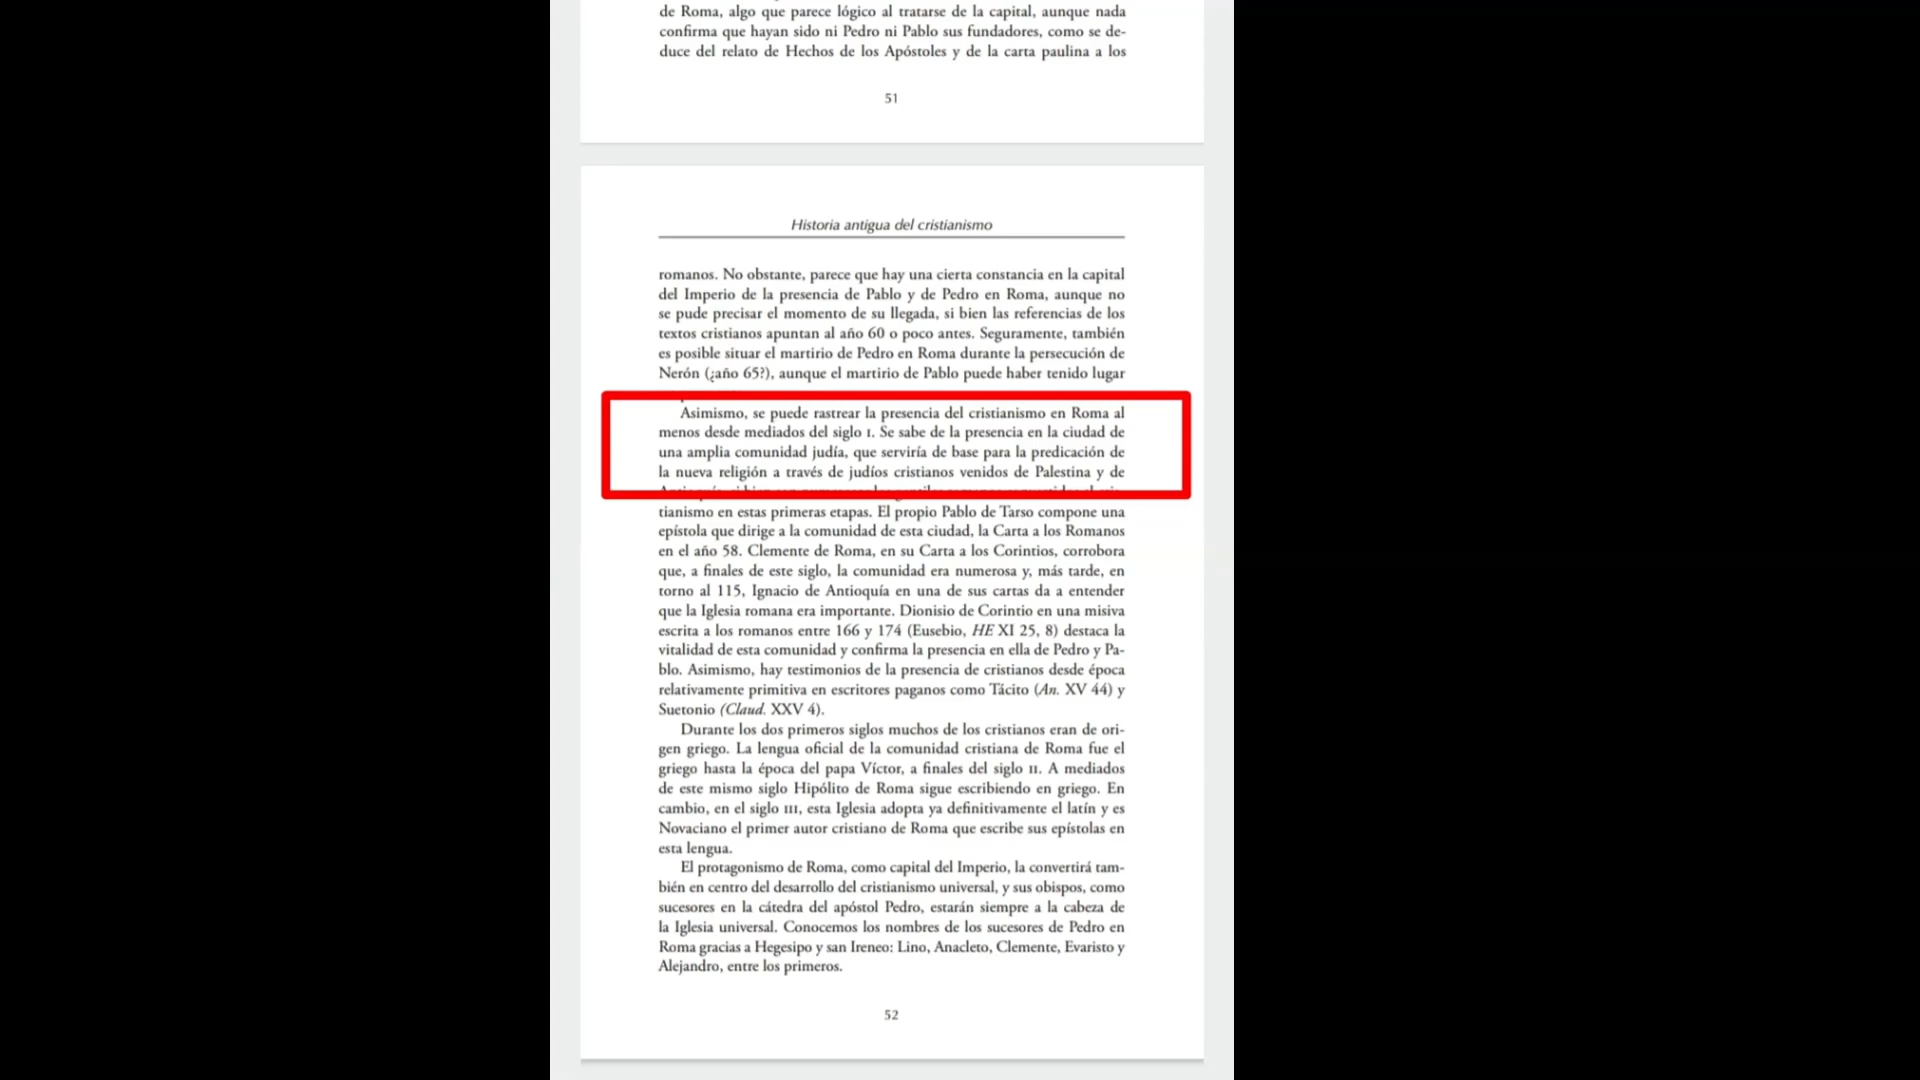 de Roma, algo que parece lógico al tratarse de la capital, aunque nada
confirma que hayan sido ni Pedro ni Pablo sus fundadores, como se de-
duce del relato de Hechos de los Apóstoles y de la carta paulina a los
51
Historia antigua del cristianismo
romanos. No obstante, parece que hay una cierta constancia en la capital
del Imperio de la presencia de Pablo y de Pedro en Roma, aunque no
se pude precisar el momento de su llegada, si bien las referencias de los
textos cristianos apuntan al año 60 o poco antes. Seguramente, también
es posible situar el martirio de Pedro en Roma durante la persecución de
Nerón (¿año 65?), aunque el martirio de Pablo puede haber tenido lugar
Asimismo, se puede rastrear la presencia del cristianismo en Roma al
menos desde mediados del siglo I. Se sabe de la presencia en la ciudad de
una amplia comunidad judía, que serviría de base para la predicación de
la nueva religión a través de judíos cristianos venidos de Palestina y de
tianismo en estas primeras etapas. El propio Pablo de Tarso compone una
epístola que dirige a la comunidad de esta ciudad, la Carta a los Romanos
en el año 58. Clemente de Roma, en su Carta a los Corintios, corrobora
que, a finales de este siglo, la comunidad era numerosa y, más tarde, en
torno al 115, Ignacio de Antioquía en una de sus cartas da a entender
que la Iglesia romana era importante. Dionisio de Corintio en una misiva
escrita a los romanos entre 166 y 174 (Eusebio, HE XI 25, 8) destaca la
vitalidad de esta comunidad y confirma la presencia en ella de Pedro y Pa-
blo. Asimismo, hay testimonios de la presencia de cristianos desde época
relativamente primitiva en escritores paganos como Tácito (An. XV 44) y
Suetonio (Claud. XXV 4).
Durante los dos primeros siglos muchos de los cristianos eran de ori-
gen griego. La lengua oficial de la comunidad cristiana de Roma fue el
griego hasta la época del papa Víctor, a finales del siglo II. A mediados
de este mismo siglo Hipólito de Roma sigue escribiendo en griego. En
cambio, en el siglo III, esta Iglesia adopta ya definitivamente el latín y es
Novaciano el primer autor cristiano de Roma que escribe sus epístolas en
esta lengua.
El protagonismo de Roma, como capital del Imperio, la convertirá tam-
bién en centro del desarrollo del cristianismo universal, y sus obispos, como
sucesores en la cátedra del apóstol Pedro, estarán siempre a la cabeza de
la Iglesia universal. Conocemos los nombres de los sucesores de Pedro en
Roma gracias a Hegesipo y san Ireneo: Lino, Anacleto, Clemente, Evaristo y
Alejandro, entre los primeros.
52